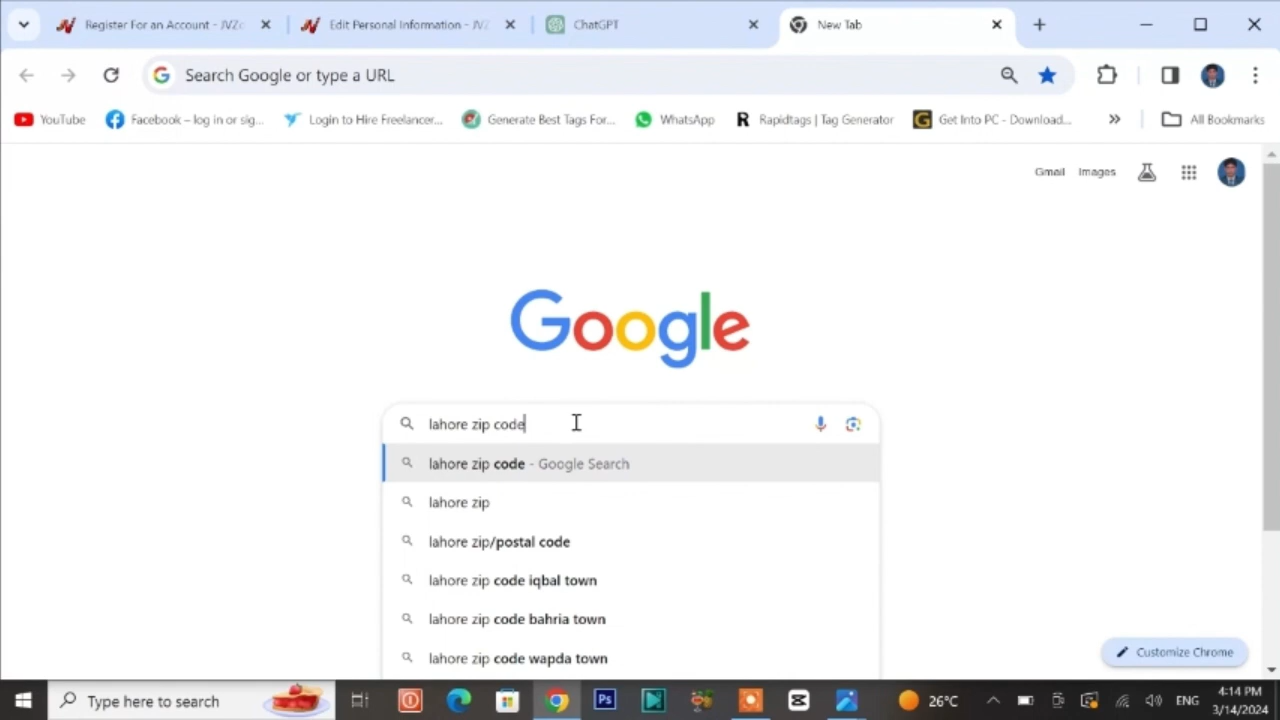 Register For an Account - JVZo
Edit Personal Information - JV
ChatGPT
New Tab
Search Google or type a URL
YouTube
Facebook – log in or sig...
Login to Hire Freelancer...
Generate Best Tags For...
WhatsApp
Rapidtags | Tag Generator
Get Into PC - Download...
All Bookmarks
Gmail
Images
Google
lahore zip code
lahore zip code - Google Search
lahore zip
lahore zip/postal code
lahore zip code iqbal town
lahore zip code bahria town
lahore zip code wapda town
Customize Chrome
Type here to search
Ps
26°C
ENG
4:14 PM
3/14/2024